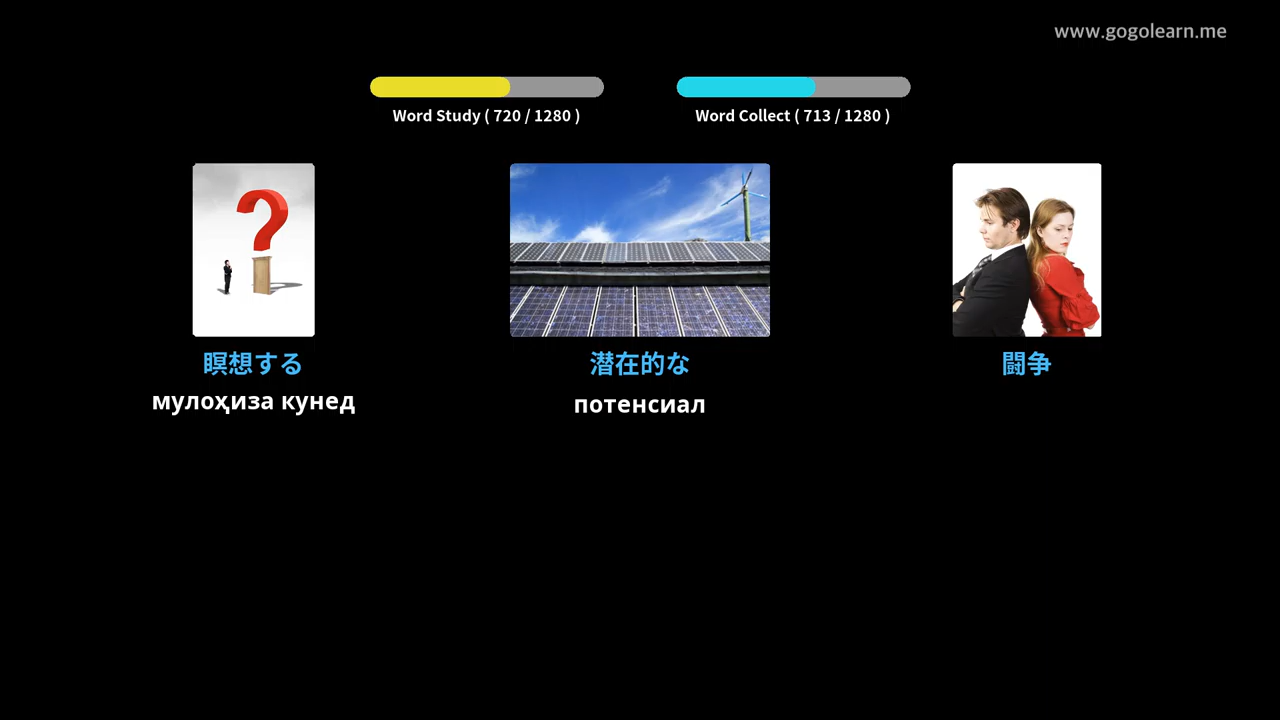 www.gogolearn.me
Word Study ( 720 / 1280 )
Word Collect ( 713 / 1280 )
瞑想する
潜在的な
闘争
мулоҳиза кунед
потенсиал